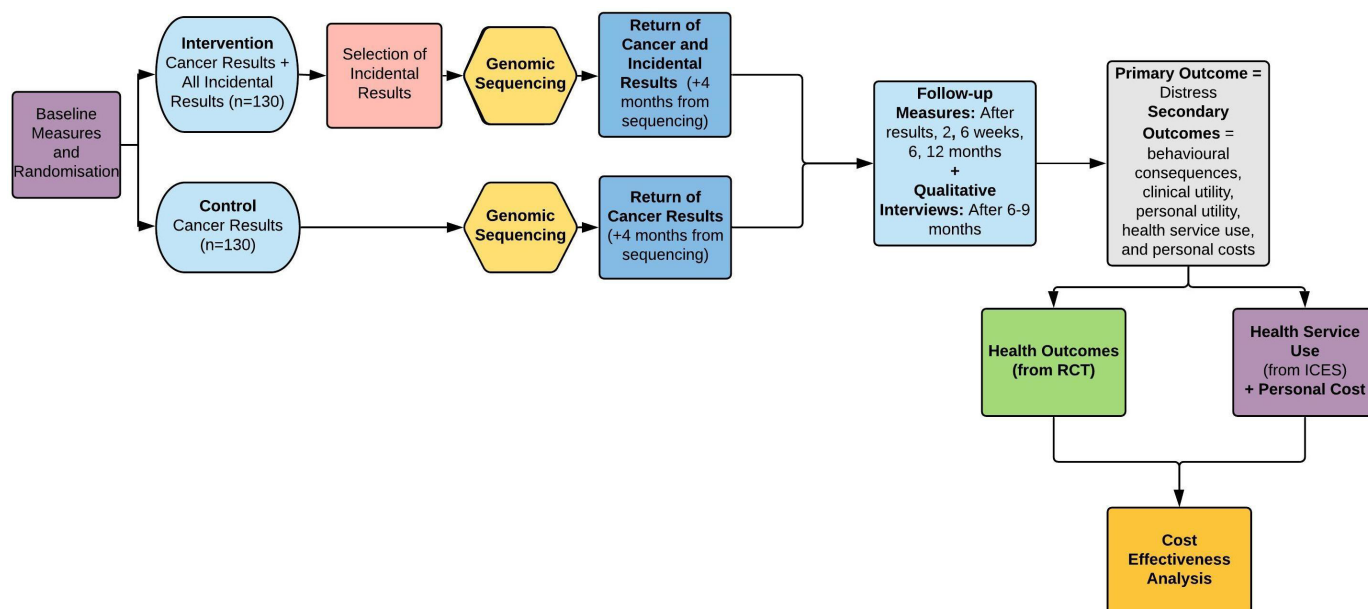 Baseline
Measures
and
Randomisation
Intervention
Cancer Results +
All Incidental
Results (n=130)
Selection of
Incidental
Results
Genomic
Sequencing
Return of
Cancer and
Incidental
Results (+4
months from
sequencing)
Control
Cancer Results
(n=130)
Genomic
Sequencing
Return of
Cancer Results
(+4 months from
sequencing)
Follow-up
Measures: After
results, 2, 6 weeks,
6, 12 months
+
Qualitative
Interviews: After 6-9
months
Primary Outcome =
Distress
Secondary
Outcomes =
behavioural
consequences,
clinical utility,
personal utility,
health service use,
and personal costs
Health Outcomes
(from RCT)
Health Service
Use
(from ICES)
+ Personal Cost
Cost
Effectiveness
Analysis